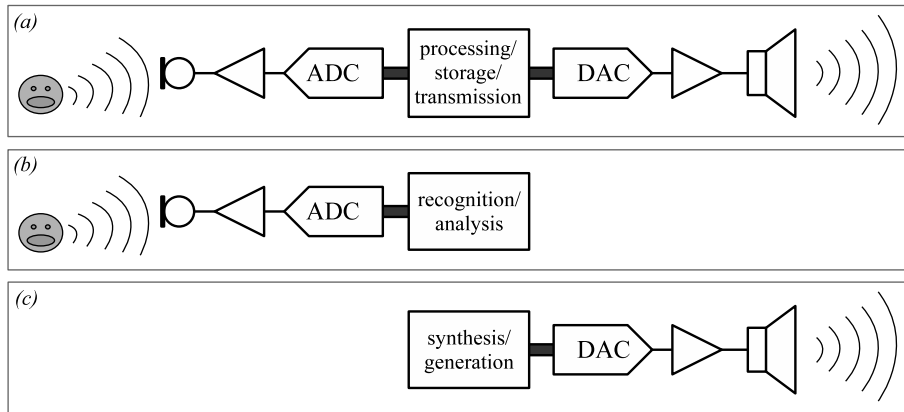 (a)
ADC
processing/
storage/
transmission
DAC
(b)
ADC
recognition/
analysis
(c)
synthesis/
generation
DAC